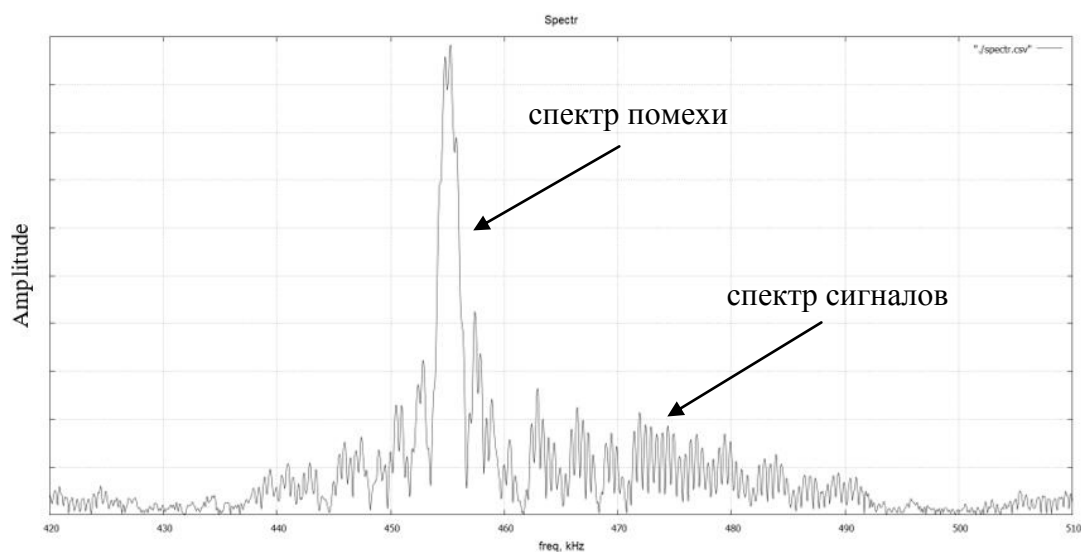 Spectr
"./spectr.csv"
спектр помехи
спектр сигналов
Amplitude
420 430 440 450 460 470 480 490 500 510
freq, kHz